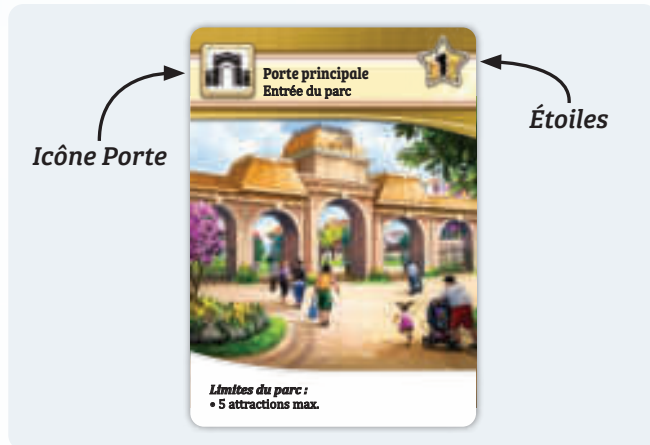 Porte principale
Entrée du parc
1
Icône Porte
Étoiles
Limites du parc :
• 5 attractions max.